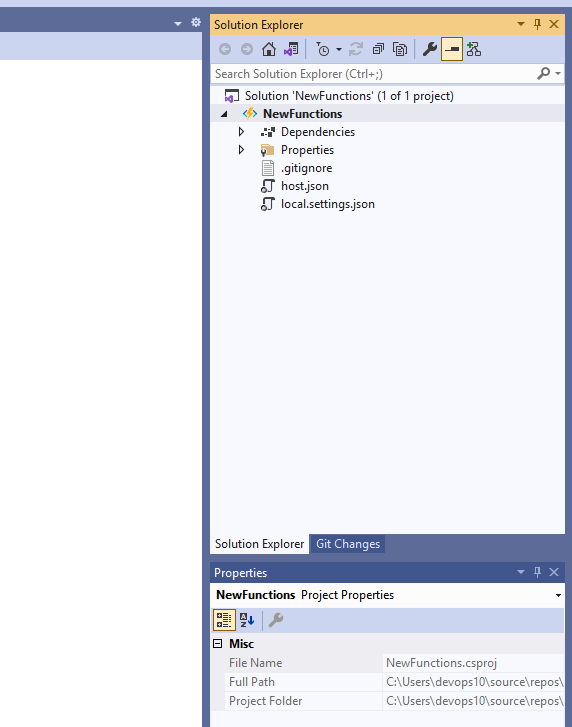 Solution Explorer
Search Solution Explorer (Ctrl+;)
Solution 'NewFunctions' (1 of 1 project)
NewFunctions
Dependencies
Properties
.gitignore
host.json
local.settings.json
Solution Explorer Git Changes
Properties
NewFunctions Project Properties
Misc
File Name NewFunctions.csproj
Full Path C:\Users\devops10\source\repos\
Project Folder C:\Users\devops10\source\repos\